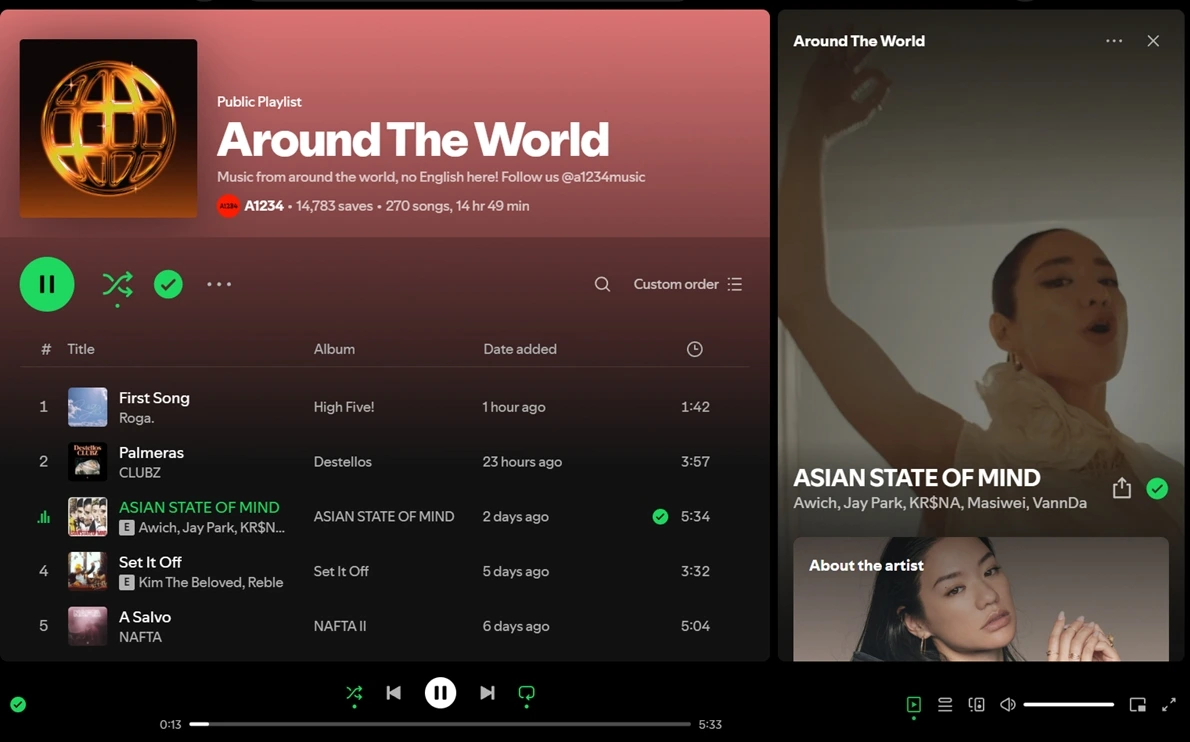 Public Playlist
Around The World
Music from around the world, no English here! Follow us @a1234music
A1234 • 14,783 saves • 270 songs, 14 hr 49 min
Custom order
# Title Album Date added
1 First Song High Five! 1 hour ago 1:42
Roga.
2 Palmeras Destellos 23 hours ago 3:57
CLUBZ
ASIAN STATE OF MIND ASIAN STATE OF MIND 2 days ago 5:34
E Awich, Jay Park, KR$N...
4 Set It Off Set It Off 5 days ago 3:32
E Kim The Beloved, Reble
5 A Salvo NAFTA II 6 days ago 5:04
NAFTA
Around The World
ASIAN STATE OF MIND
Awich, Jay Park, KR$NA, Masiwei, VannDa
About the artist
0:13 5:33
A1234
Destellos
CLUBZ